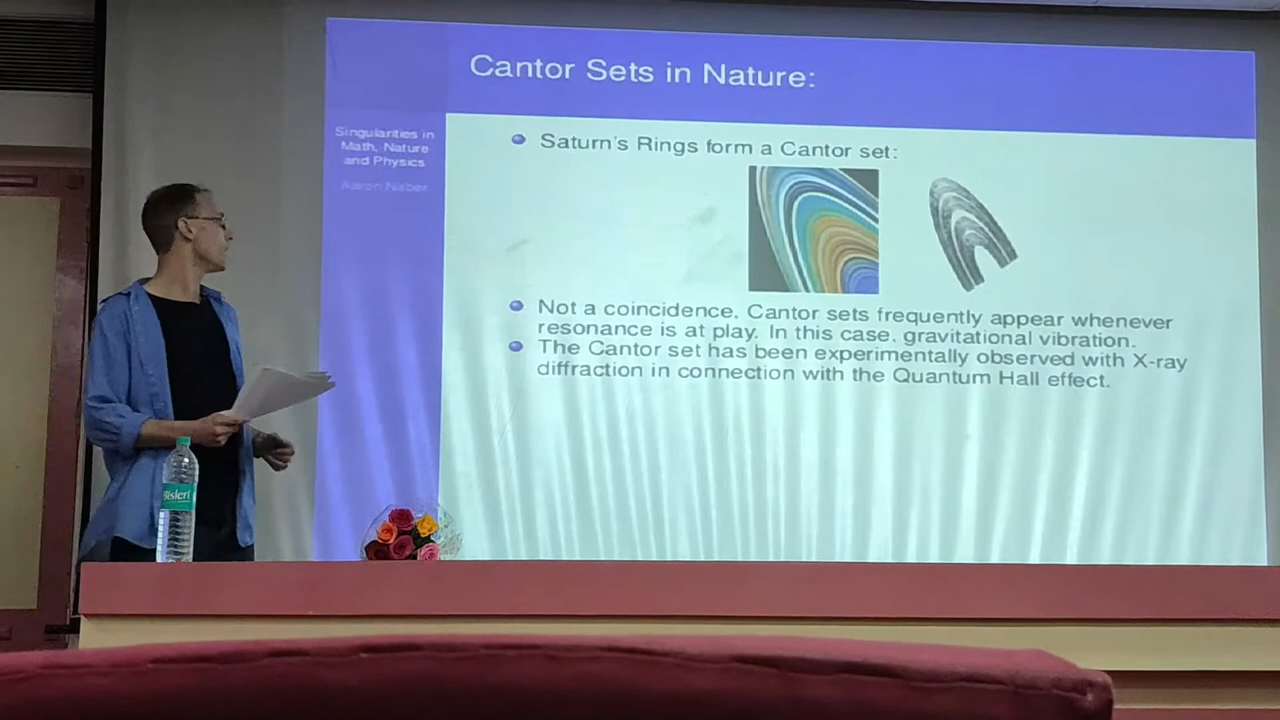 Cantor Sets in Nature:
Singularities in
Math, Nature
and Physics
Aaron Naber
Saturn's Rings form a Cantor set:
Not a coincidence. Cantor sets frequently appear whenever
resonance is at play. In this case, gravitational vibration.
The Cantor set has been experimentally observed with X-ray
diffraction in connection with the Quantum Hall effect.
Bisleri